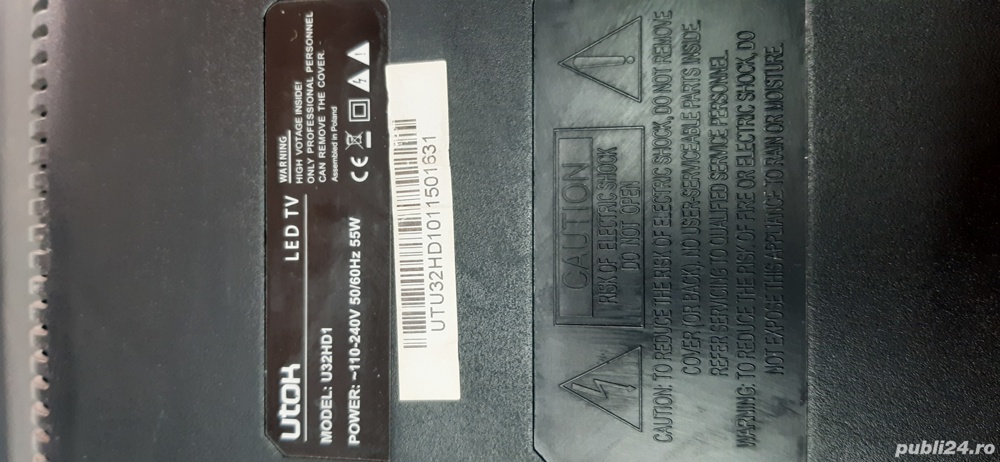 utok LED TV
MODEL: U32HD1
POWER: ~110-240V 50/60Hz 55W
WARNING
HIGH VOTAGE INSIDE!
ONLY PROFESSIONAL PERSONNEL
CAN REMOVE THE COVER.
Assembled in Poland
CE
UTU32HD1011501631
CAUTION
RISK OF ELECTRIC SHOCK
DO NOT OPEN
CAUTION: TO REDUCE THE RISK OF ELECTRIC SHOCK, DO NOT REMOVE
COVER OR BACK. NO USER-SERVICEABLE PARTS INSIDE.
REFER SERVICING TO QUALIFIED SERVICE PERSONNEL.
WARNING: TO REDUCE THE RISK OF FIRE OR ELECTRIC SHOCK, DO
NOT EXPOSE THIS APPLIANCE TO RAIN OR MOISTURE.
publi24.ro